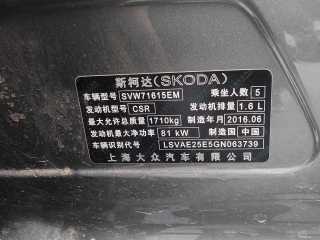 斯柯达(SKODA)
车辆型号 SVW71615EM 乘坐人数 5
发动机型号 CSR 发动机排量 1.6 L
最大允许总质量 1710kg 制造年月 2016.06
发动机最大净功率 81 kW 制造国 中国
车辆识别代号 LSVAE25E5GN063739
上海大众汽车有限公司